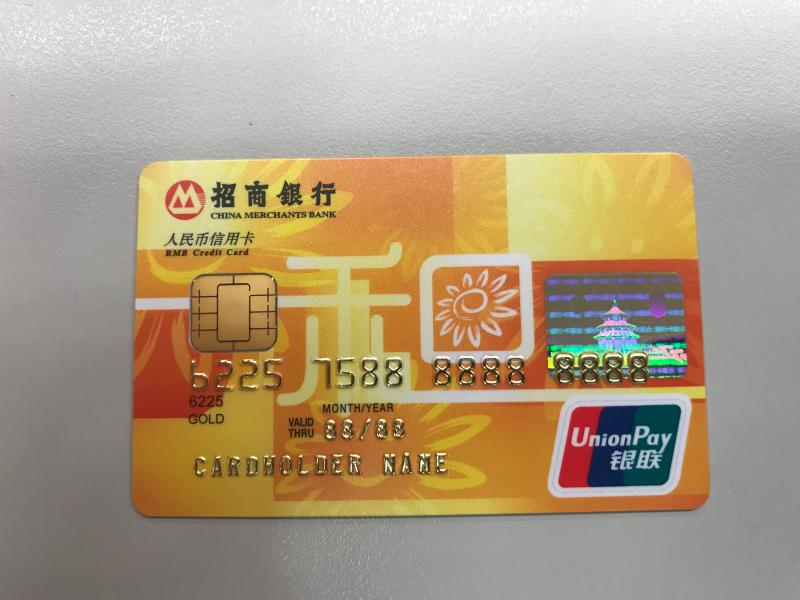 招商銀行
CHINA MERCHANTS BANK
人民币信用卡
RMB Credit Card
和
6225 7588 8888 8888
6225
GOLD
MONTH/YEAR
VALID THRU 88/88
CARDHOLDER NAME
UnionPay
银联